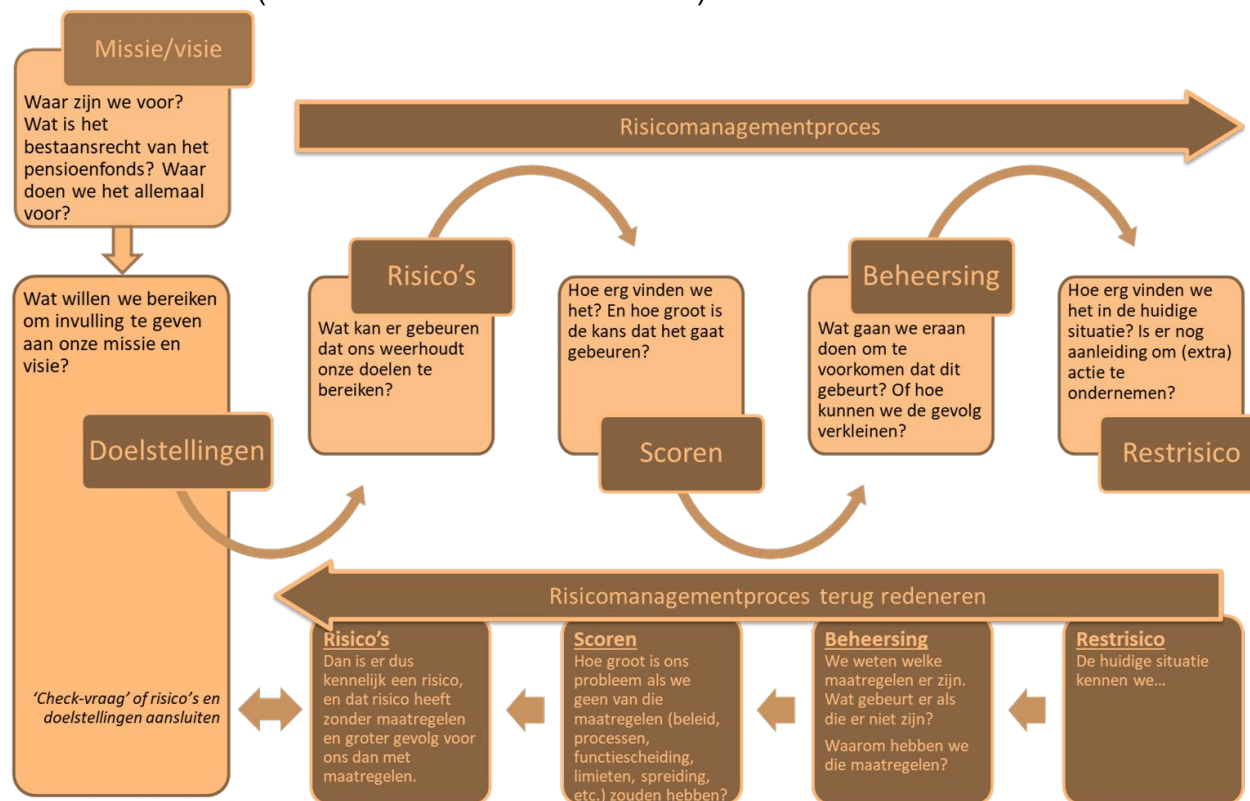 Missie/visie
Waar zijn we voor?
Wat is het
bestaansrecht van het
pensioenfonds? Waar
doen we het allemaal
voor?
Risicomanagementproces
Wat willen we bereiken
om invulling te geven
aan onze missie en
visie?
Doelstellingen
Risico's
Wat kan er gebeuren
dat ons weerhoudt
onze doelen te
bereiken?
Hoe erg vinden we
het? En hoe groot is
de kans dat het gaat
gebeuren?
Scoren
Beheersing
Wat gaan we eraan
doen om te
voorkomen dat dit
gebeurt? Of hoe
kunnen we de gevolg
verkleinen?
Hoe erg vinden we
het in de huidige
situatie? Is er nog
aanleiding om (extra)
actie te
ondernemen?
Restrisico
Risicomanagementproces terug redeneren
'Check-vraag' of risico's en
doelstellingen aansluiten
Risico's
Dan is er dus
kennelijk een risico,
en dat risico heeft
zonder maatregelen
en groter gevolg voor
ons dan met
maatregelen.
Scoren
Hoe groot is ons
probleem als we
geen van die
maatregelen (beleid,
processen,
functiescheiding,
limieten, spreiding,
etc.) zouden hebben?
Beheersing
We weten welke
maatregelen er zijn.
Wat gebeurt er als
die er niet zijn?
Waarom hebben we
die maatregelen?
Restrisico
De huidige situatie
kennen we...